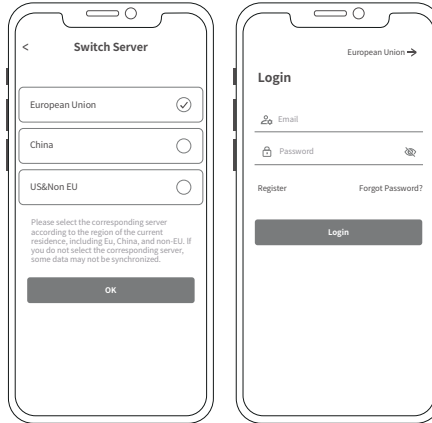 <
Switch Server
European Union
China
US&Non EU
Please select the corresponding server
according to the region of the current
residence, including Eu, China, and non-EU. If
you do not select the corresponding server,
some data may not be synchronized.
OK
European Union →
Login
Email
Password
Register Forgot Password?
Login